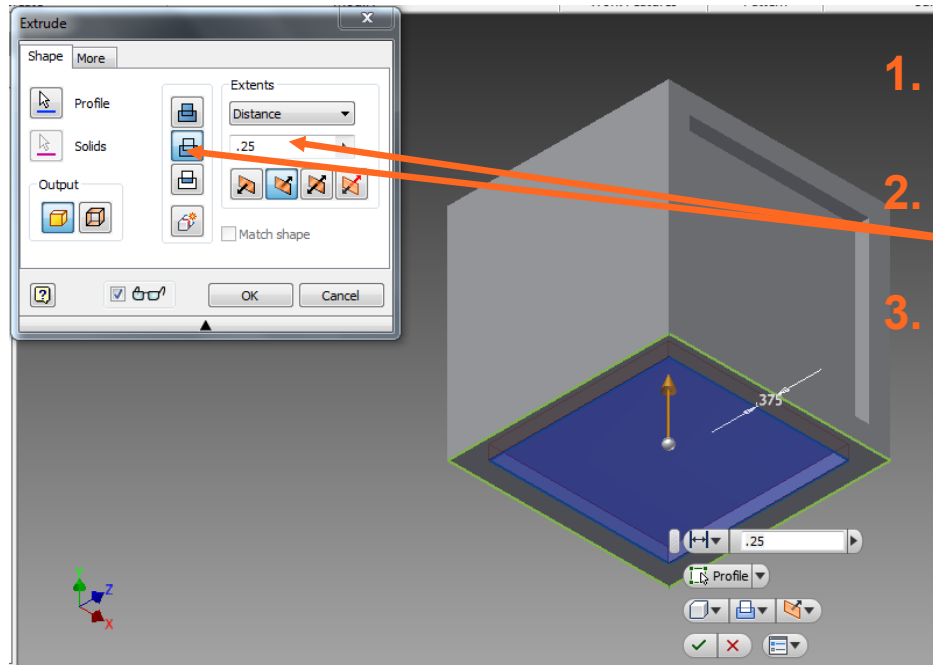 Extrude
x
Shape More
Profile
Solids
Output
Extents
Distance
.25
Match shape
OK Cancel
1.
2.
3.
.375
.25
Profile
Y
Z
X